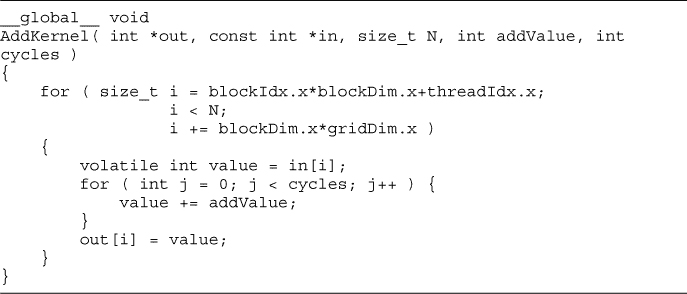 __global__ void
AddKernel( int *out, const int *in, size_t N, int addValue, int
cycles )
{
    for ( size_t i = blockIdx.x*blockDim.x+threadIdx.x;
                 i < N;
                 i += blockDim.x*gridDim.x )
    {
        volatile int value = in[i];
        for ( int j = 0; j < cycles; j++ ) {
            value += addValue;
        }
        out[i] = value;
    }
}